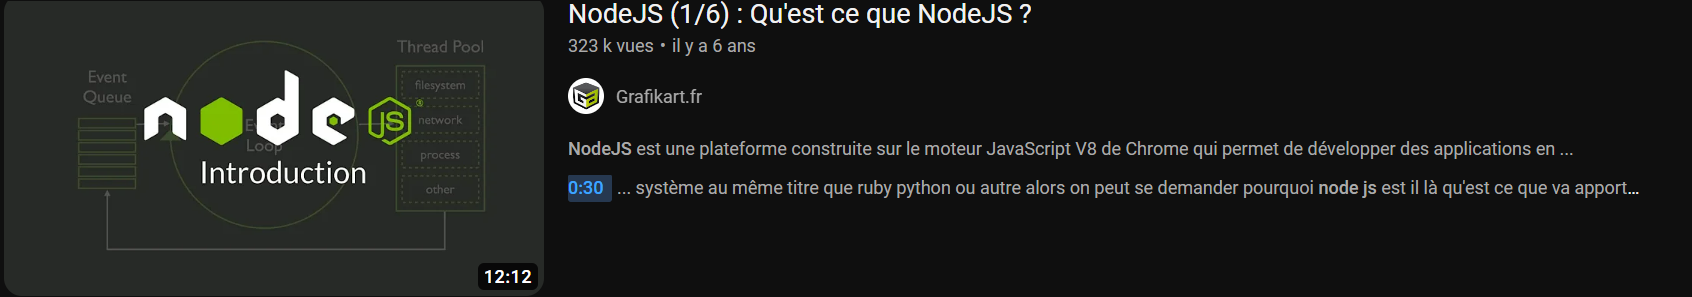 Thread Pool
Event
Queue
filesystem
node JS®
network
Loop
Introduction
process
other
12:12
NodeJS (1/6) : Qu'est ce que NodeJS ?
323 k vues • il y a 6 ans
Grafikart.fr
NodeJS est une plateforme construite sur le moteur JavaScript V8 de Chrome qui permet de développer des applications en ...
0:30 ... système au même titre que ruby python ou autre alors on peut se demander pourquoi node js est il là qu'est ce que va apport...